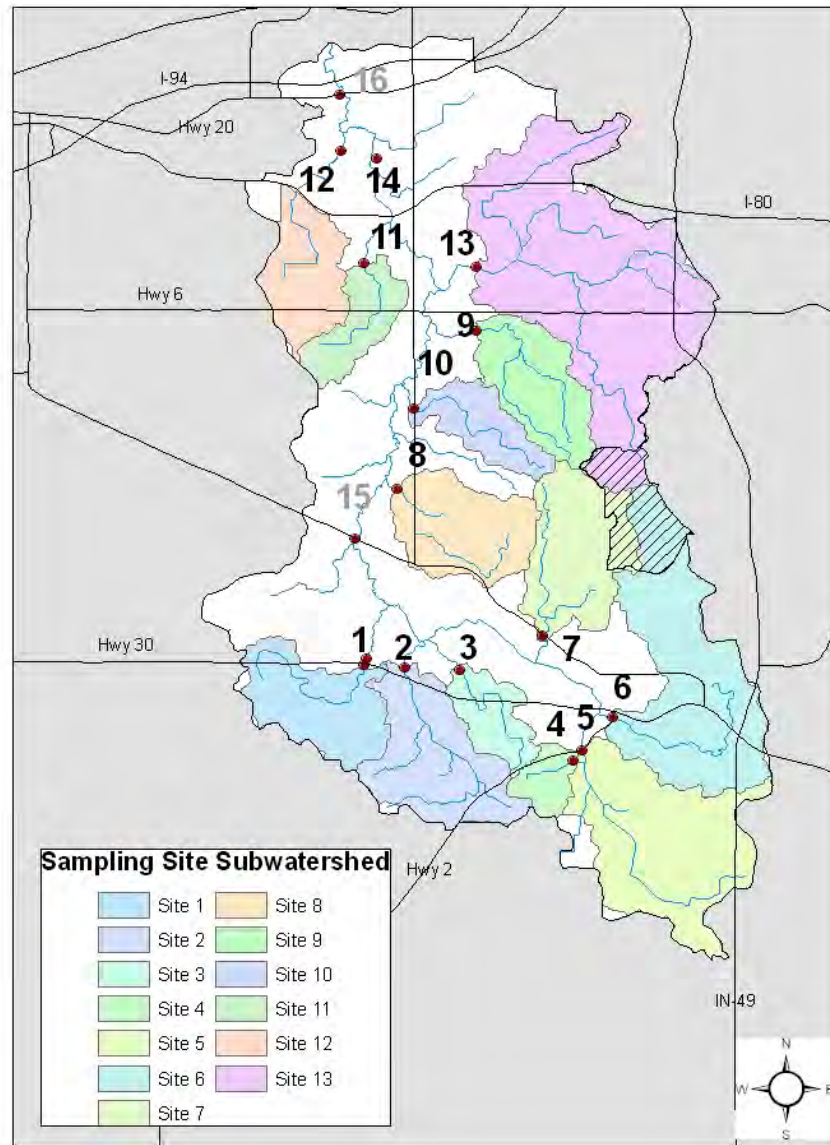 I-94
16
Hwy 20
12
14
I-80
11
13
Hwy 6
9
10
8
15
Hwy 30
1
2
3
7
6
5
4
Sampling Site Subwatershed
Site 1
Site 8
Site 2
Site 9
Site 3
Site 10
Site 4
Site 11
Site 5
Site 12
Site 6
Site 13
Site 7
Hwy 2
IN-49
N
W
E
S